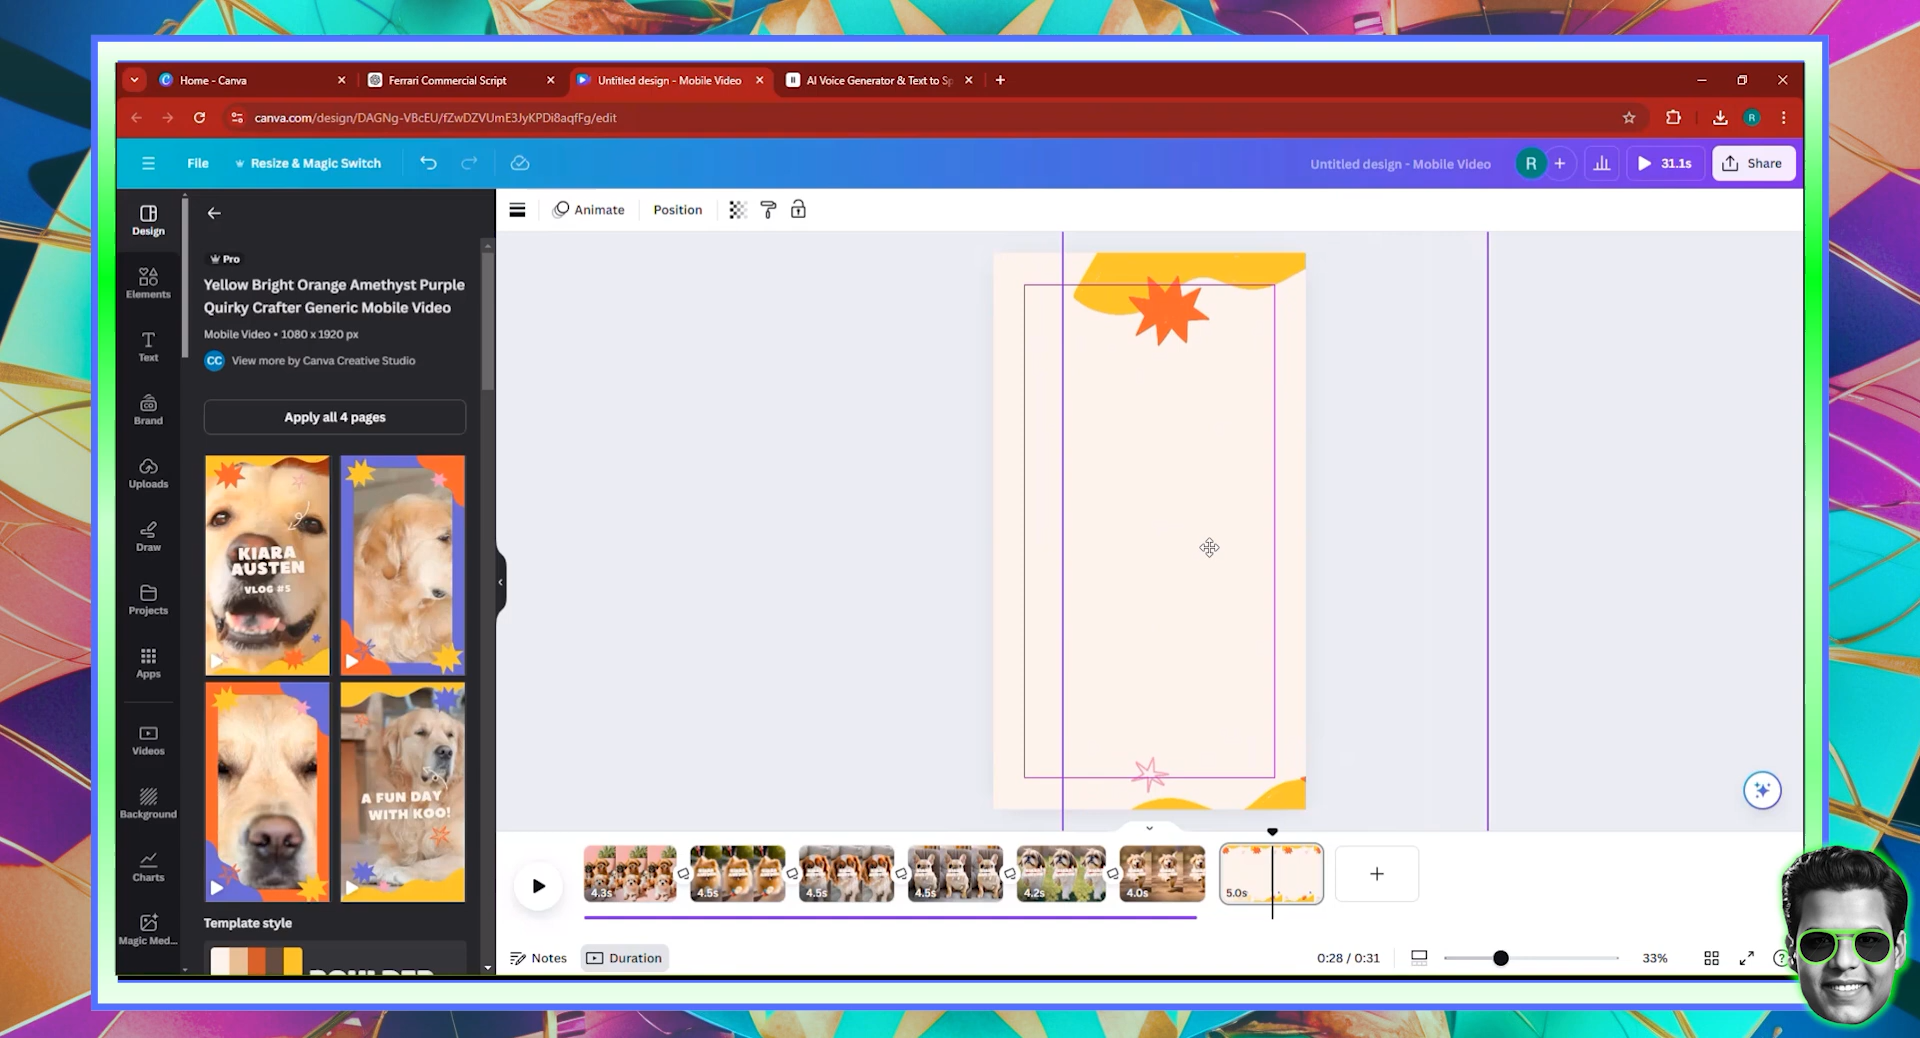 Home - Canva
Ferrari Commercial Script
Untitled design - Mobile Video
AI Voice Generator & Text to Sp
canva.com/design/DAGNg-VBcEU/fZwDZVUmE3JyKPDi8aqfFg/edit
R
File
Resize & Magic Switch
Untitled design - Mobile Video
R
31.1s
Share
Design
Elements
Text
Brand
Uploads
Draw
Projects
Apps
Videos
Background
Charts
Magic Med...
Pro
Yellow Bright Orange Amethyst Purple
Quirky Crafter Generic Mobile Video
Mobile Video • 1080 x 1920 px
CC View more by Canva Creative Studio
Apply all 4 pages
KIARA
AUSTEN
VLOG #5
A FUN DAY
WITH KOO!
Template style
Animate
Position
4.3s
4.5s
4.5s
4.5s
4.2s
4.0s
5.0s
Notes
Duration
0:28 / 0:31
33%